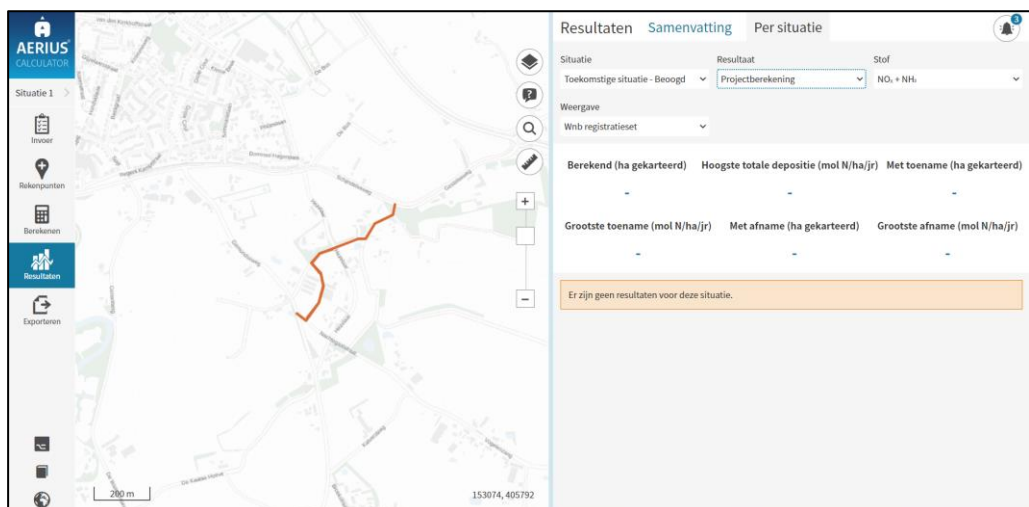 AERIUS®
CALCULATOR
Situatie 1
Invoer
Rekenpunten
Berekenen
Resultaten
Exporteren
200 m
153074, 405792
Resultaten Samenvatting Per situatie
3
Situatie Resultaat Stof
Toekomstige situatie - Beoogd Projectberekening NOₓ + NH₃
Weergave
Wnb registratieset
Berekend (ha gekarteerd) Hoogste totale depositie (mol N/ha/jr) Met toename (ha gekarteerd)
- - -
Grootste toename (mol N/ha/jr) Met afname (ha gekarteerd) Grootste afname (mol N/ha/jr)
- - -
Er zijn geen resultaten voor deze situatie.